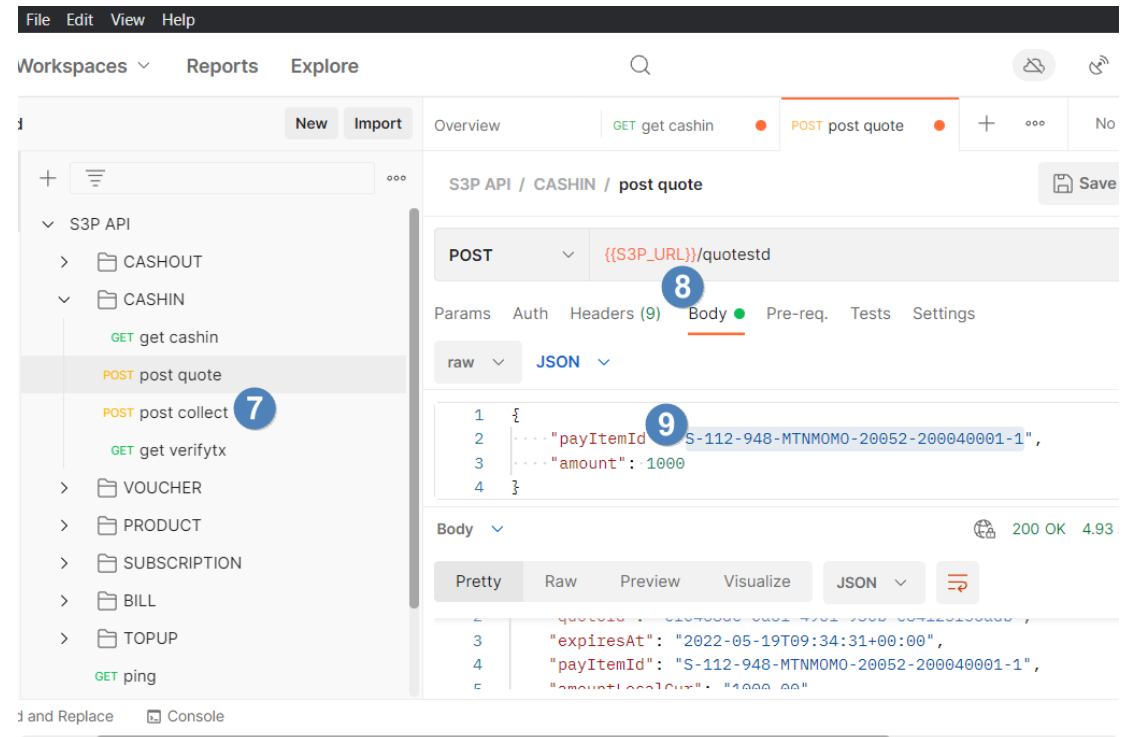 File Edit View Help
Workspaces Reports Explore
New Import
Overview GET get cashin POST post quote No
S3P API / CASHIN / post quote Save
S3P API
CASHOUT
CASHIN
GET get cashin
POST post quote
POST post collect 7
GET get verifytx
VOUCHER
PRODUCT
SUBSCRIPTION
BILL
TOPUP
GET ping
POST {{S3P_URL}}/quotestd
8
Params Auth Headers (9) Body Pre-req. Tests Settings
raw JSON
1 {
2 "payItemId 9 S-112-948-MTNMOMO-20052-200040001-1",
3 "amount": 1000
4 }
Body 200 OK 4.93
Pretty Raw Preview Visualize JSON
3 "expiresAt": "2022-05-19T09:34:31+00:00",
4 "payItemId": "S-112-948-MTNMOMO-20052-200040001-1",
5 "amountLocalCur": "1000.00"
d and Replace Console